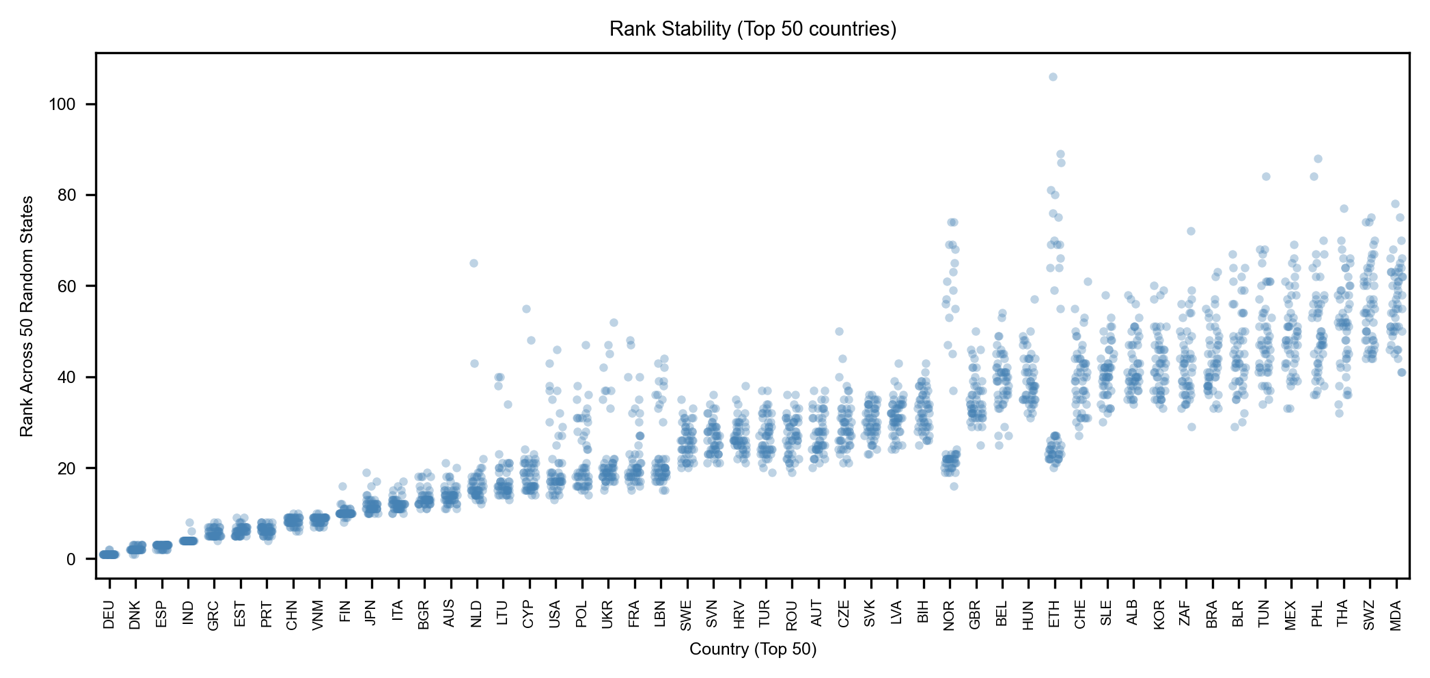 Rank Stability (Top 50 countries)
Rank Across 50 Random States
100
80
60
40
20
0
DEU DNK ESP IND GRC EST PRT CHN VNM FIN JPN ITA BGR AUS NLD LTU CYP USA POL UKR FRA LBN SWE SVN HRV TUR ROU AUT CZE SVK LVA BIH NOR GBR BEL HUN ETH CHE SLE ALB KOR ZAF BRA BLR TUN MEX PHL THA SWZ MDA
Country (Top 50)